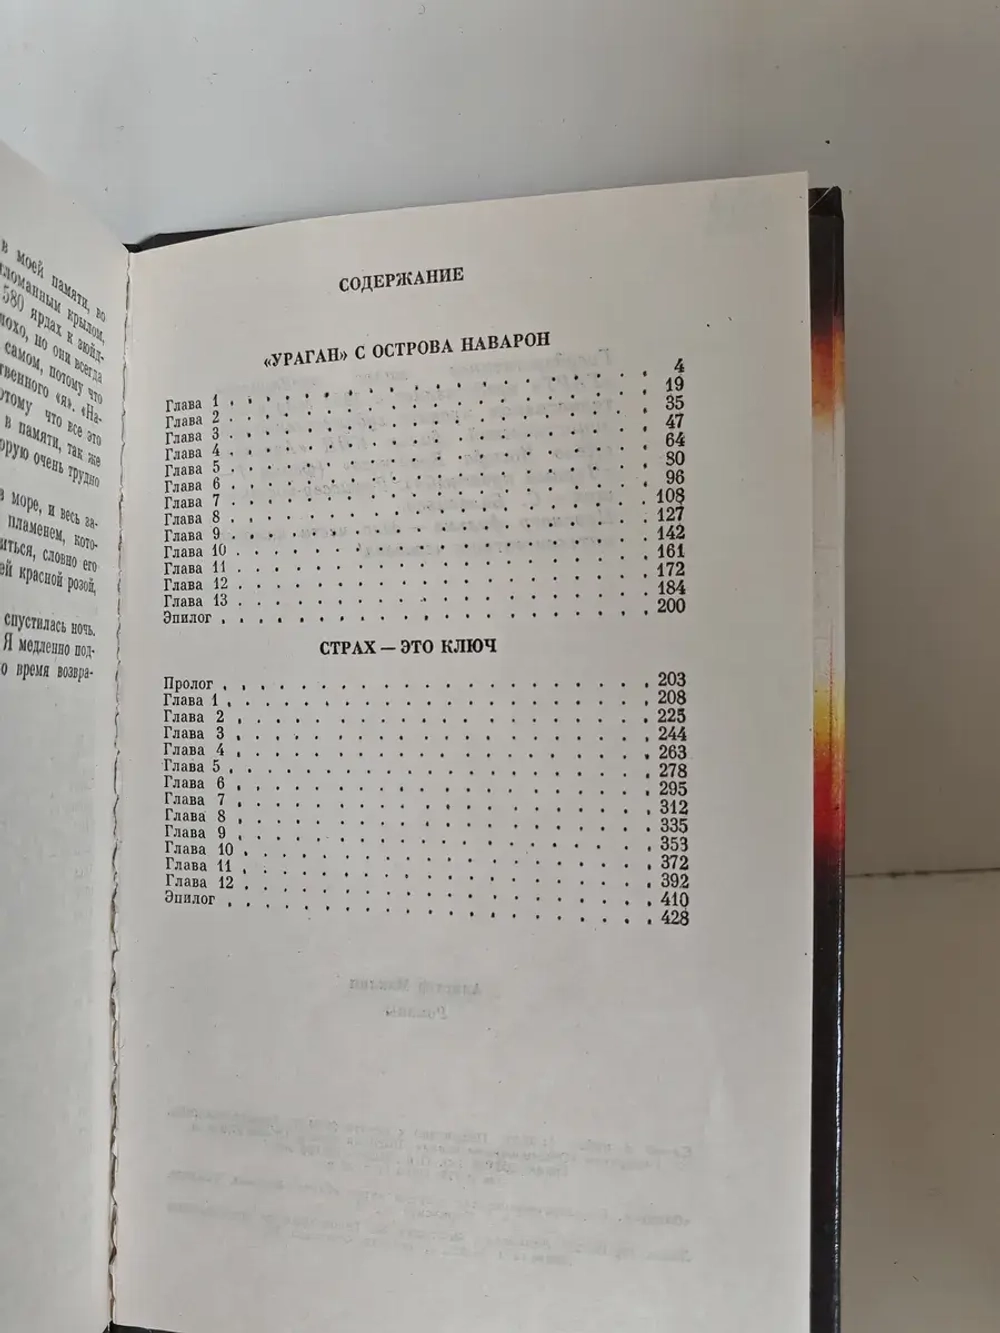 в моей памяти, во
ломанным крылом,
580 ярдах к зюйд-
но они всегда
самом, потому что
«я». «На-
что все это
в памяти, так же
очень трудно
в море, и весь за-
пламенем, кото-
словно его
ей красной розой,
спустилась ночь.
Я медленно под-
о время возвра-
СОДЕРЖАНИЕ
«УРАГАН» С ОСТРОВА НАВАРОН
Глава 1 . . . . . . . . . . . . . . . . 4
Глава 2 . . . . . . . . . . . . . . . . 19
Глава 3 . . . . . . . . . . . . . . . . 35
Глава 4 . . . . . . . . . . . . . . . . 47
Глава 5 . . . . . . . . . . . . . . . . 64
Глава 6 . . . . . . . . . . . . . . . . 80
Глава 7 . . . . . . . . . . . . . . . . 96
Глава 8 . . . . . . . . . . . . . . . . 108
Глава 9 . . . . . . . . . . . . . . . . 127
Глава 10 . . . . . . . . . . . . . . . . 142
Глава 11 . . . . . . . . . . . . . . . . 161
Глава 12 . . . . . . . . . . . . . . . . 172
Глава 13 . . . . . . . . . . . . . . . . 184
Эпилог . . . . . . . . . . . . . . . . 200
СТРАХ — ЭТО КЛЮЧ
Пролог . . . . . . . . . . . . . . . . 203
Глава 1 . . . . . . . . . . . . . . . . 208
Глава 2 . . . . . . . . . . . . . . . . 225
Глава 3 . . . . . . . . . . . . . . . . 244
Глава 4 . . . . . . . . . . . . . . . . 263
Глава 5 . . . . . . . . . . . . . . . . 278
Глава 6 . . . . . . . . . . . . . . . . 295
Глава 7 . . . . . . . . . . . . . . . . 312
Глава 8 . . . . . . . . . . . . . . . . 335
Глава 9 . . . . . . . . . . . . . . . . 353
Глава 10 . . . . . . . . . . . . . . . . 372
Глава 11 . . . . . . . . . . . . . . . . 392
Глава 12 . . . . . . . . . . . . . . . . 410
Эпилог . . . . . . . . . . . . . . . . 428